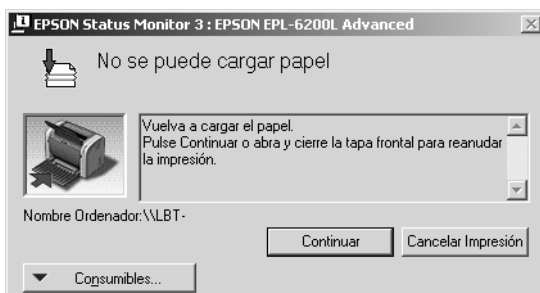 EPSON Status Monitor 3 : EPSON EPL-6200L Advanced
No se puede cargar papel
Vuelva a cargar el papel.
Pulse Continuar o abra y cierre la tapa frontal para reanudar
la impresión.
Nombre Ordenador:\\LBT-
Continuar
Cancelar Impresión
Consumibles...